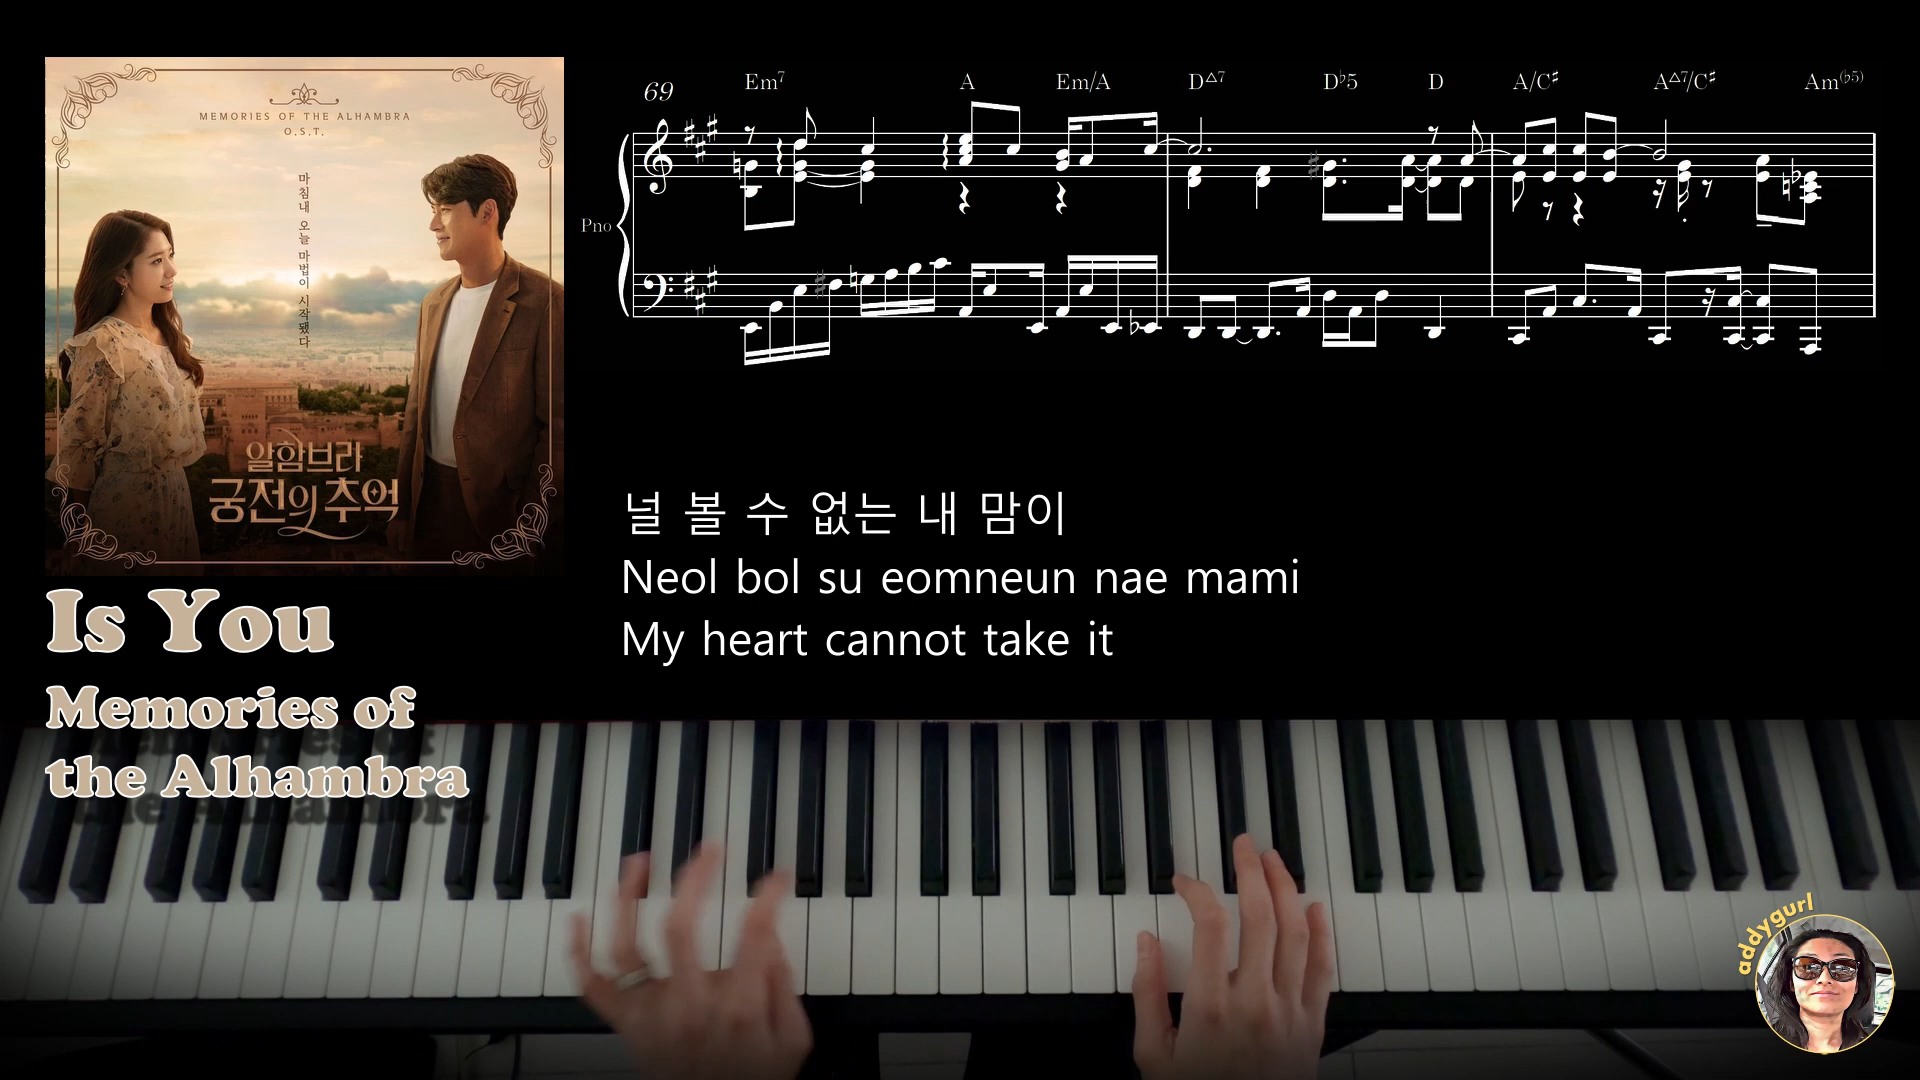 MEMORIES OF THE ALHAMBRA
O.S.T.
마침내 오늘 마법이 시작됐다
알함브라
궁전의 추억
Is You
Memories of
the Alhambra
69 Em7 A Em/A D△7 D♭5 D A/C♯ A△7/C♯ Am(♭5)
Pno
널 볼 수 없는 내 맘이
Neol bol su eomneun nae mami
My heart cannot take it
addygurl